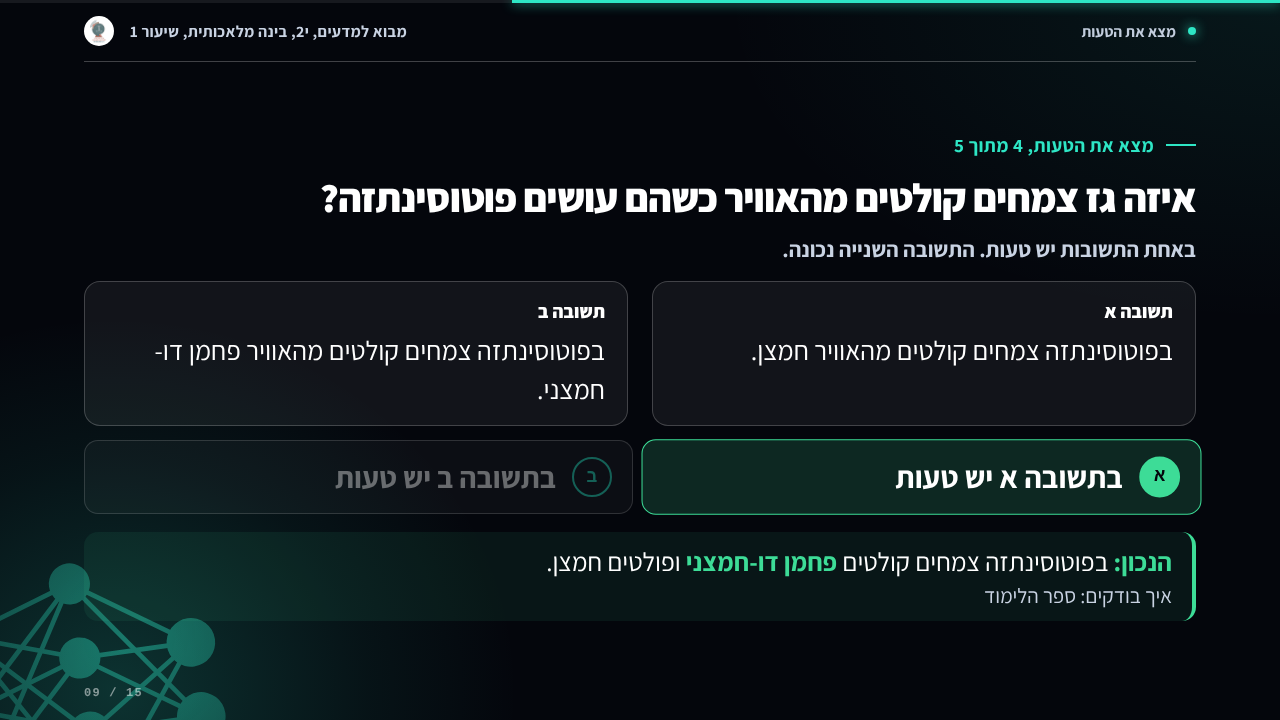 מצא את הטעות
מבוא למדעים, י2, בינה מלאכותית, שיעור 1
מצא את הטעות, 4 מתוך 5
איזה גז צמחים קולטים מהאוויר כשהם עושים פוטוסינתזה?
באחת התשובות יש טעות. התשובה השנייה נכונה.
תשובה א
בפוטוסינתזה צמחים קולטים מהאוויר חמצן.
תשובה ב
בפוטוסינתזה צמחים קולטים מהאוויר פחמן דו-
חמצני.
א בתשובה א יש טעות
ב בתשובה ב יש טעות
הנכון: בפוטוסינתזה צמחים קולטים פחמן דו-חמצני ופולטים חמצן.
איך בודקים: ספר הלימוד
09 / 15